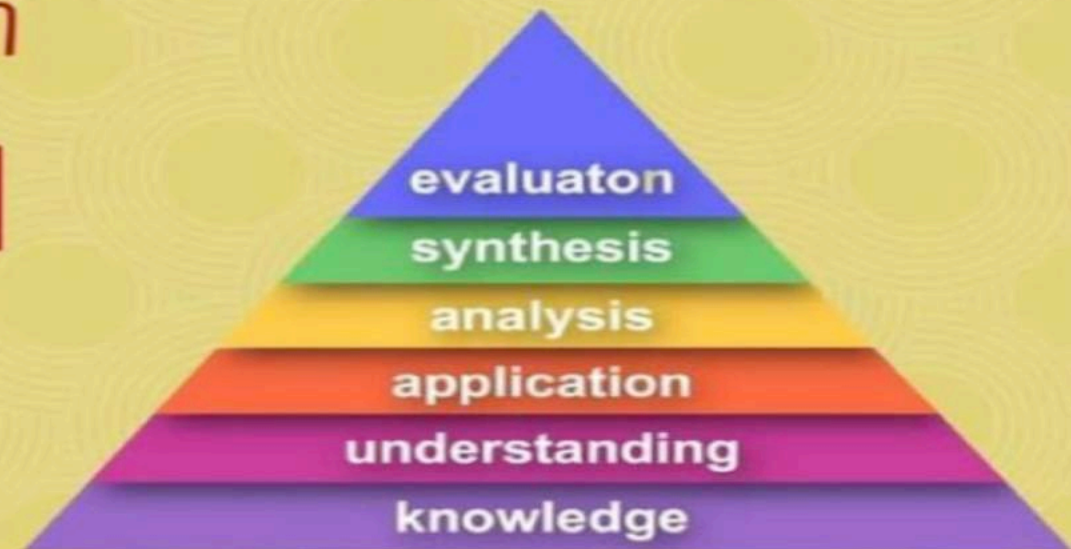 evaluaton
synthesis
analysis
application
understanding
knowledge